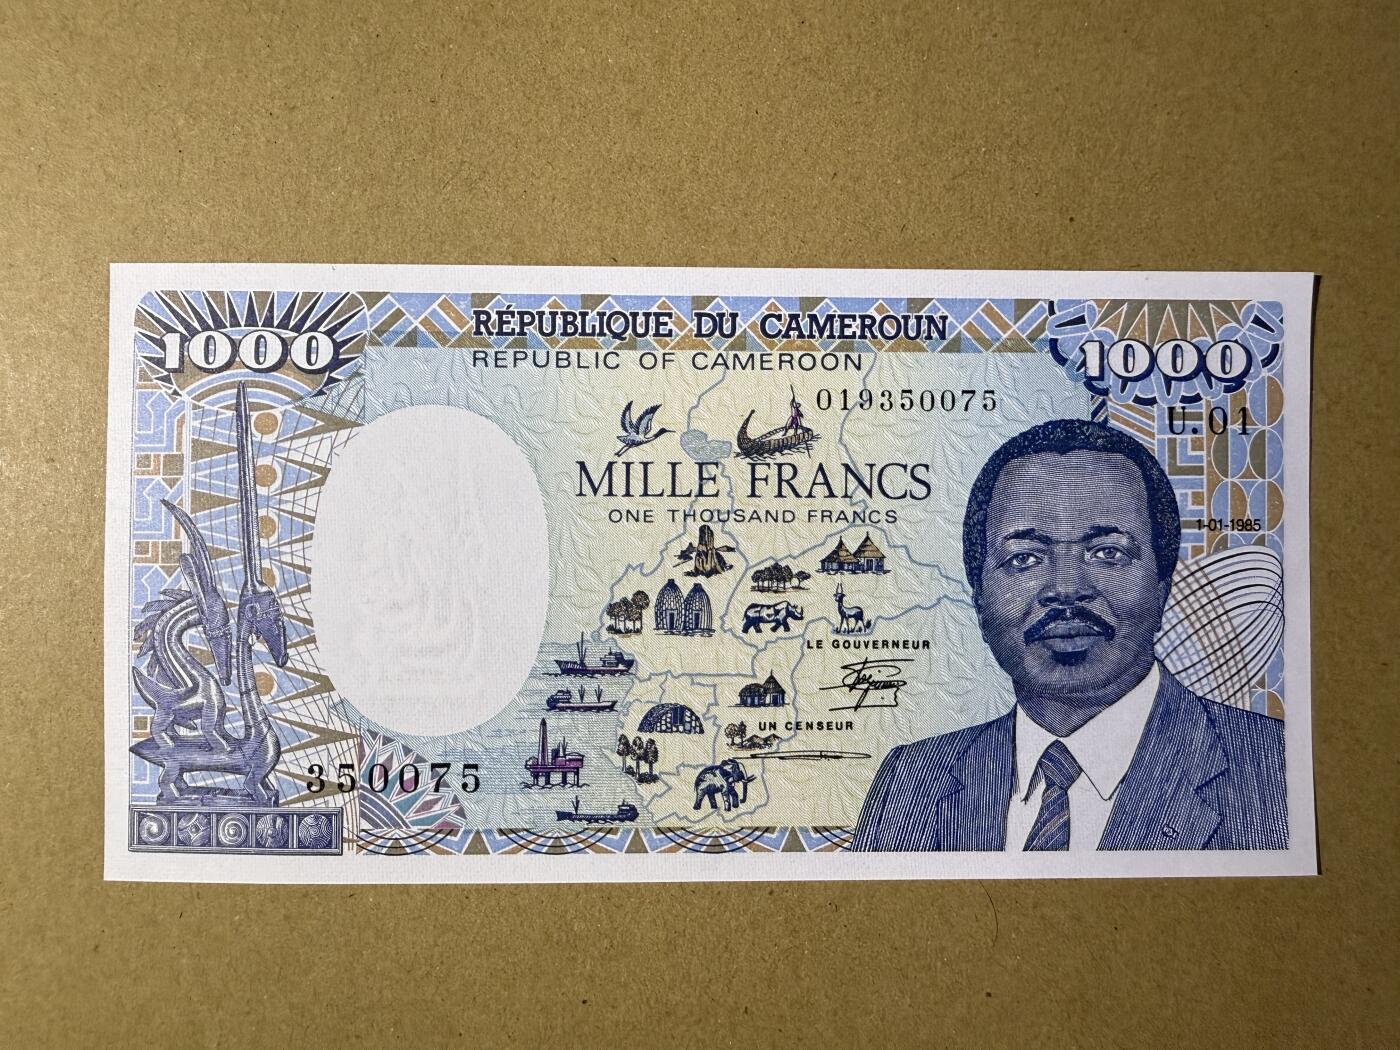 1000
RÉPUBLIQUE DU CAMEROUN
REPUBLIC OF CAMEROON
1000
019350075
U.01
MILLE FRANCS
ONE THOUSAND FRANCS
1-01-1985
LE GOUVERNEUR
UN CENSEUR
350075